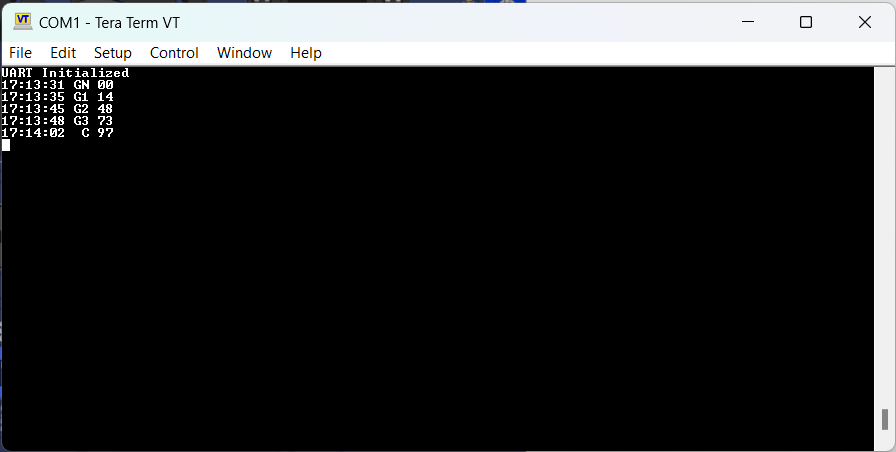 COM1 - Tera Term VT
File Edit Setup Control Window Help
UART Initialized
17:13:31 GN 00
17:13:35 G1 14
17:13:45 G2 48
17:13:48 G3 73
17:14:02  C 97